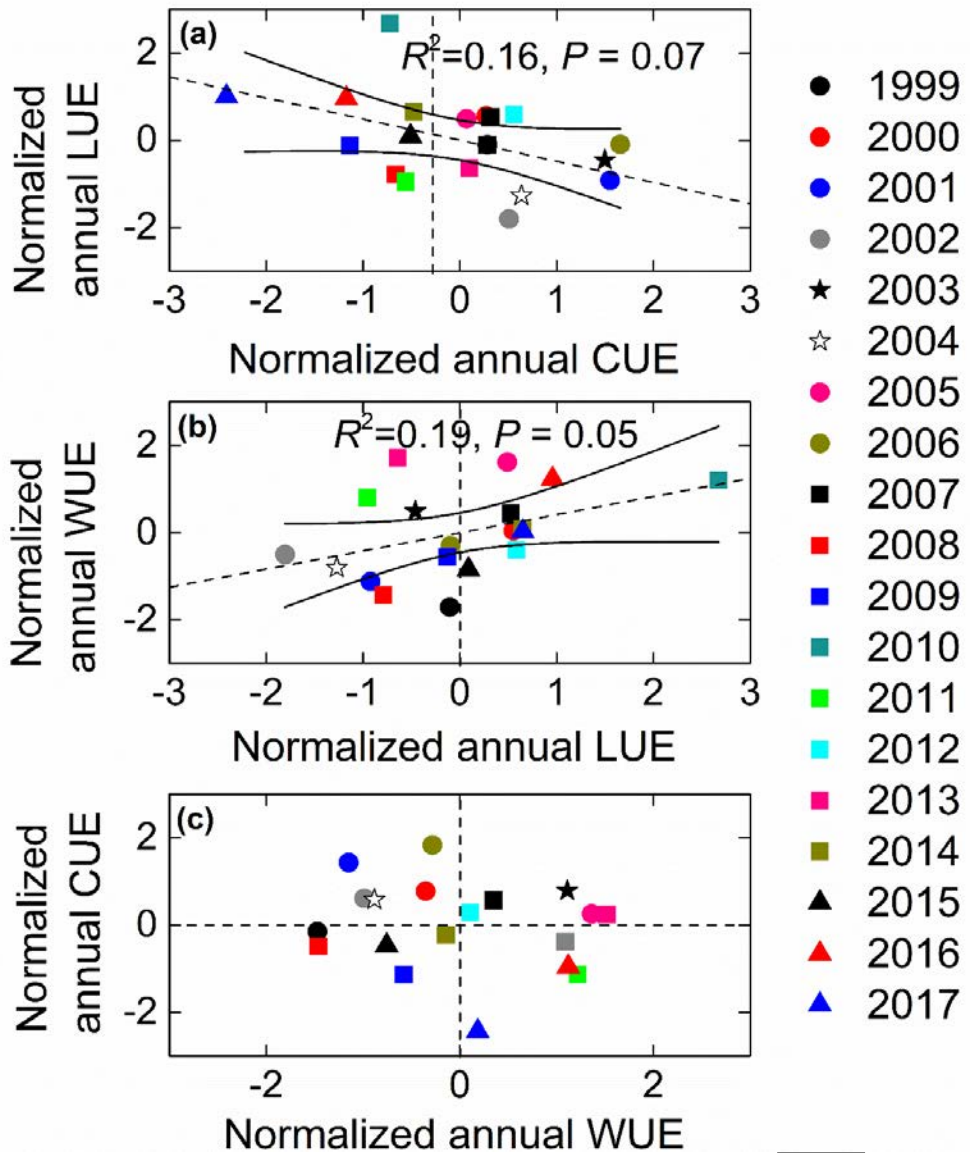 (a)
R²=0.16, P = 0.07
2
0
-2
Normalized
annual LUE
-3 -2 -1 0 1 2 3
Normalized annual CUE
(b)
R²=0.19, P = 0.05
2
0
-2
Normalized
annual WUE
-3 -2 -1 0 1 2 3
Normalized annual LUE
(c)
2
0
-2
Normalized
annual CUE
-2 0 2
Normalized annual WUE
1999
2000
2001
2002
2003
2004
2005
2006
2007
2008
2009
2010
2011
2012
2013
2014
2015
2016
2017